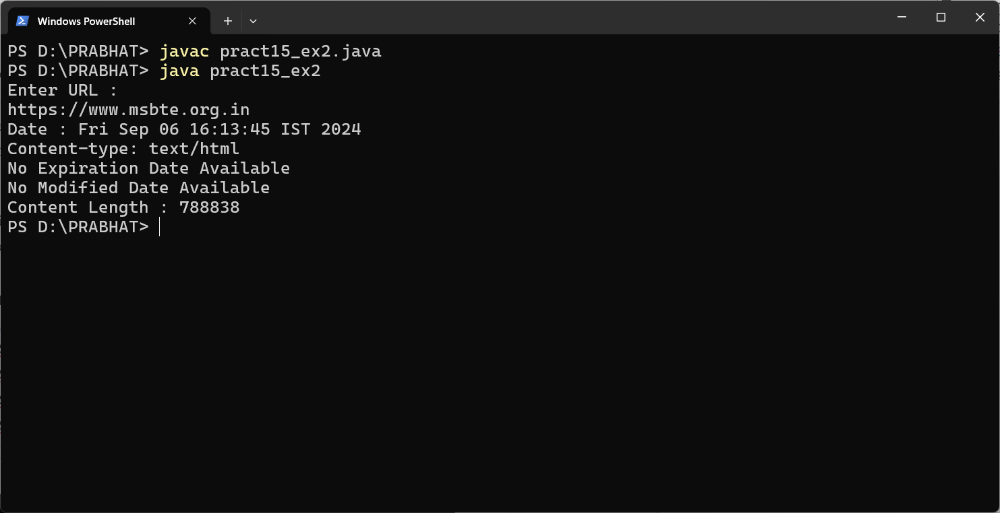 Windows PowerShell
PS D:\PRABHAT> javac pract15_ex2.java
PS D:\PRABHAT> java pract15_ex2
Enter URL :
https://www.msbte.org.in
Date : Fri Sep 06 16:13:45 IST 2024
Content-type: text/html
No Expiration Date Available
No Modified Date Available
Content Length : 788838
PS D:\PRABHAT>